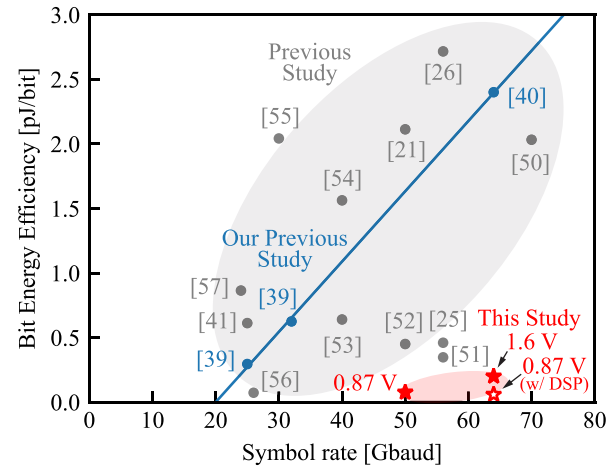 Bit Energy Efficiency [pJ/bit]
3.0
2.5
2.0
1.5
1.0
0.5
0.0
Previous
Study
[26]
[40]
[55]
[21]
[50]
[54]
Our Previous
Study
[57]
[39]
[41]
[53]
[52]
[25]
This Study
[39]
[51]
1.6 V
[56]
0.87 V
0.87 V
(w/ DSP)
0
10
20
30
40
50
60
70
80
Symbol rate [Gbaud]